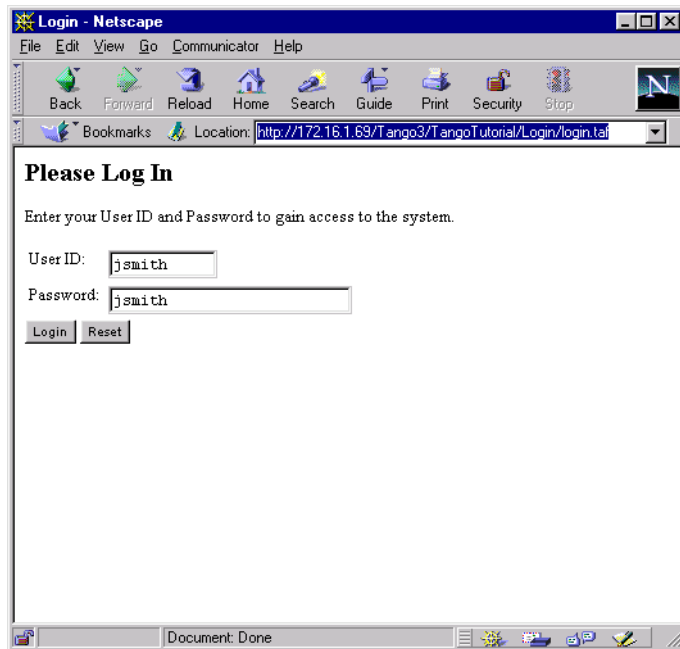 Login - Netscape
File Edit View Go Communicator Help
Back Forward Reload Home Search Guide Print Security Stop
N
Bookmarks Location: http://172.16.1.69/Tango3/TangoTutorial/Login/login.taf
Please Log In
Enter your User ID and Password to gain access to the system.
User ID: jsmith
Password: jsmith
Login Reset
Document: Done